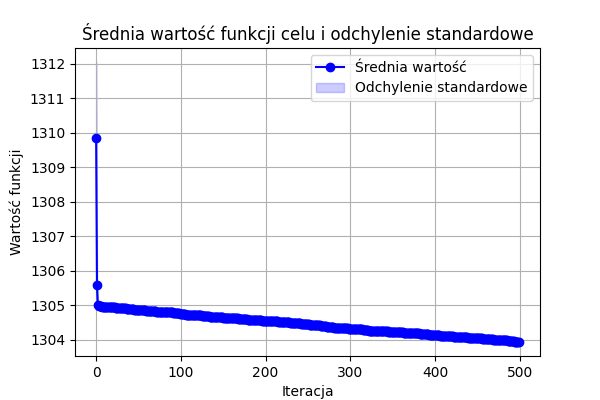 Średnia wartość funkcji celu i odchylenie standardowe
1312
1311
1310
1309
1308
1307
1306
1305
1304
Wartość funkcji
Średnia wartość
Odchylenie standardowe
0 100 200 300 400 500
Iteracja